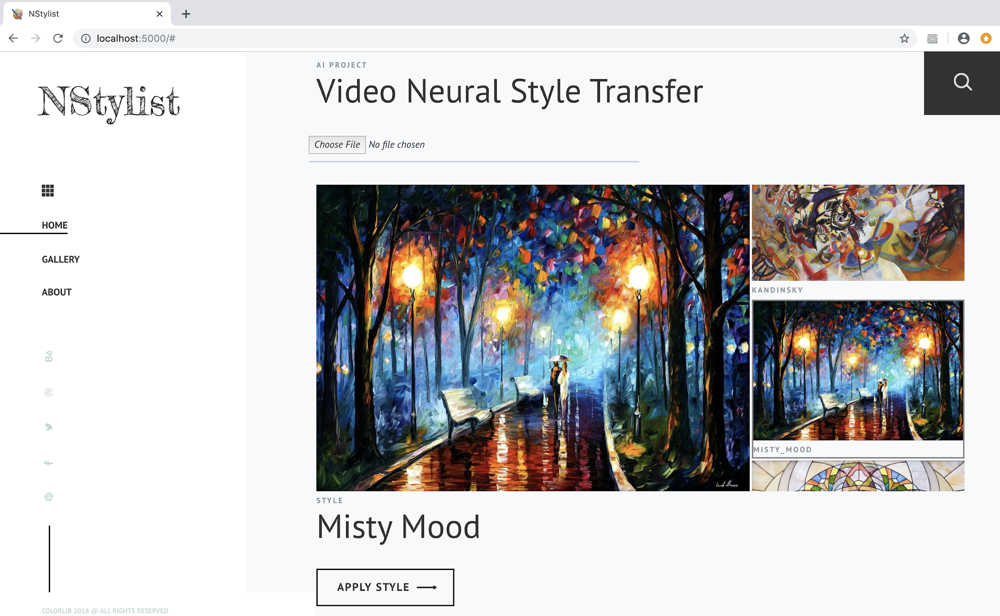 NStylist
localhost:5000/#
NStylist
HOME
GALLERY
ABOUT
Bē
COLORLIB 2018 @ ALL RIGHTS RESERVED
AI PROJECT
Video Neural Style Transfer
Choose File No file chosen
KANDINSKY
MISTY_MOOD
STYLE
Misty Mood
APPLY STYLE